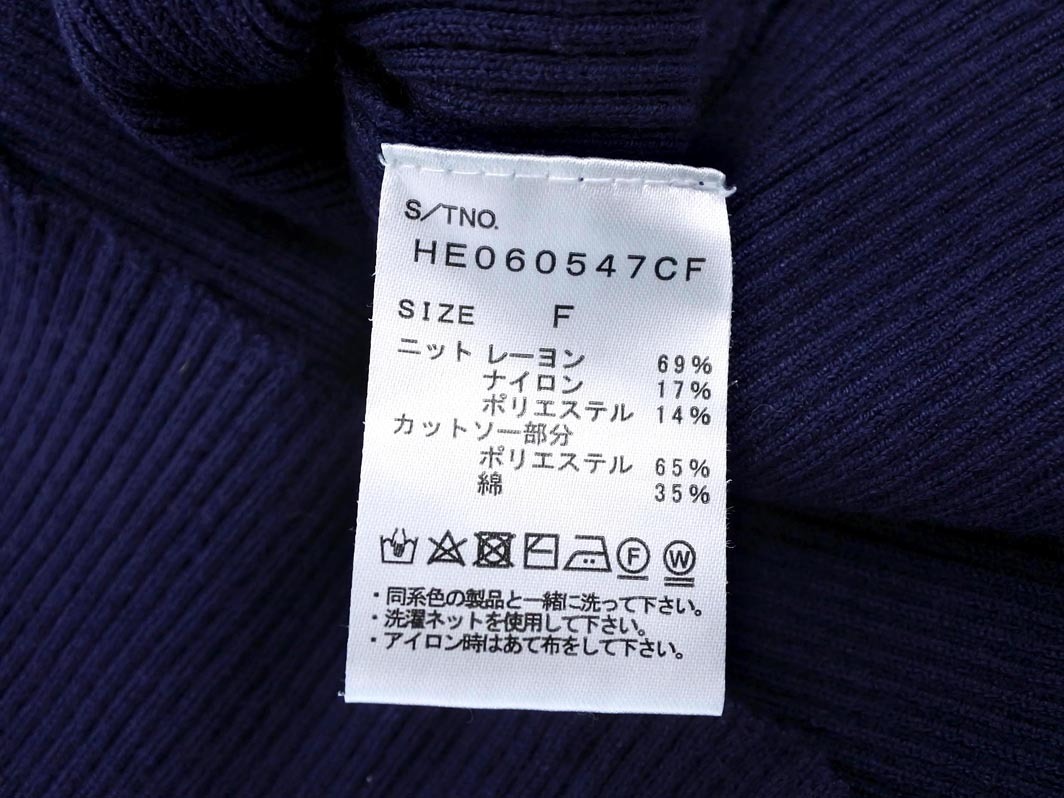 S/TNO.
HE060547CF
SIZE F
ニット レーヨン 69%
ナイロン 17%
ポリエステル 14%
カットソー部分
ポリエステル 65%
綿 35%
F W
・同系色の製品と一緒に洗って下さい。
・洗濯ネットを使用して下さい。
・アイロン時はあて布をして下さい。